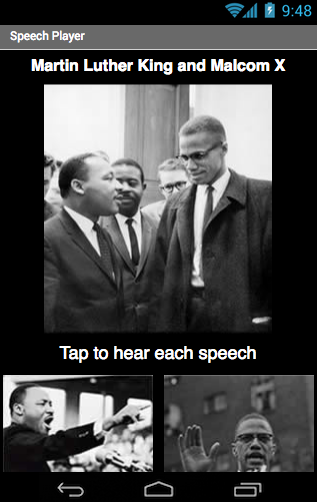 9:48
Speech Player
Martin Luther King and Malcom X
Tap to hear each speech